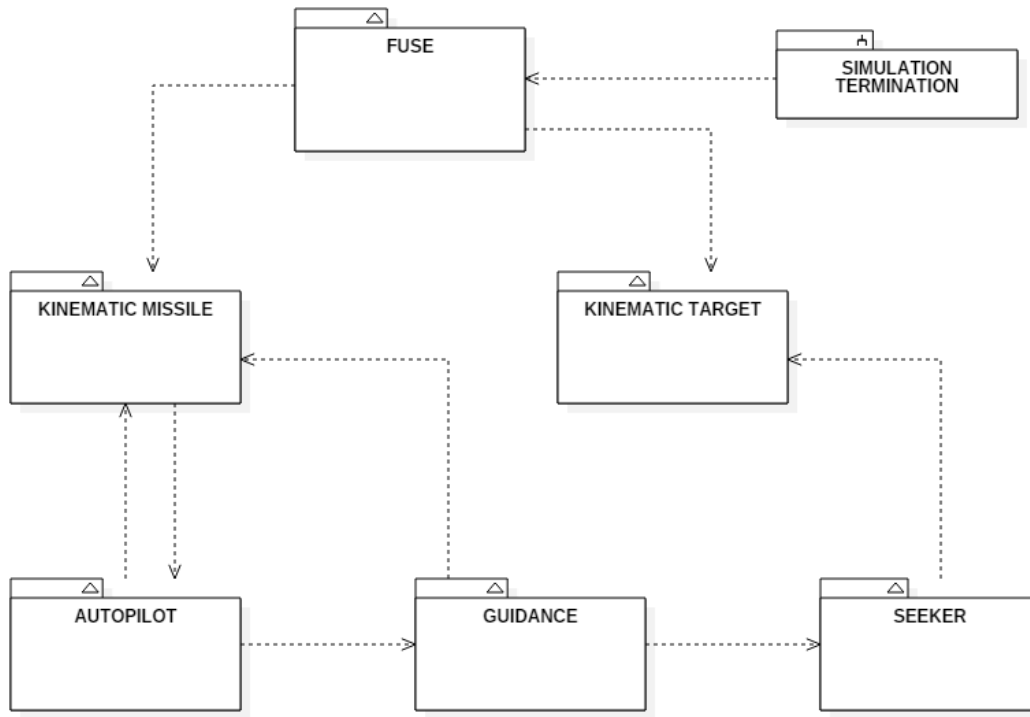 FUSE
SIMULATION
TERMINATION
KINEMATIC MISSILE
KINEMATIC TARGET
AUTOPILOT
GUIDANCE
SEEKER